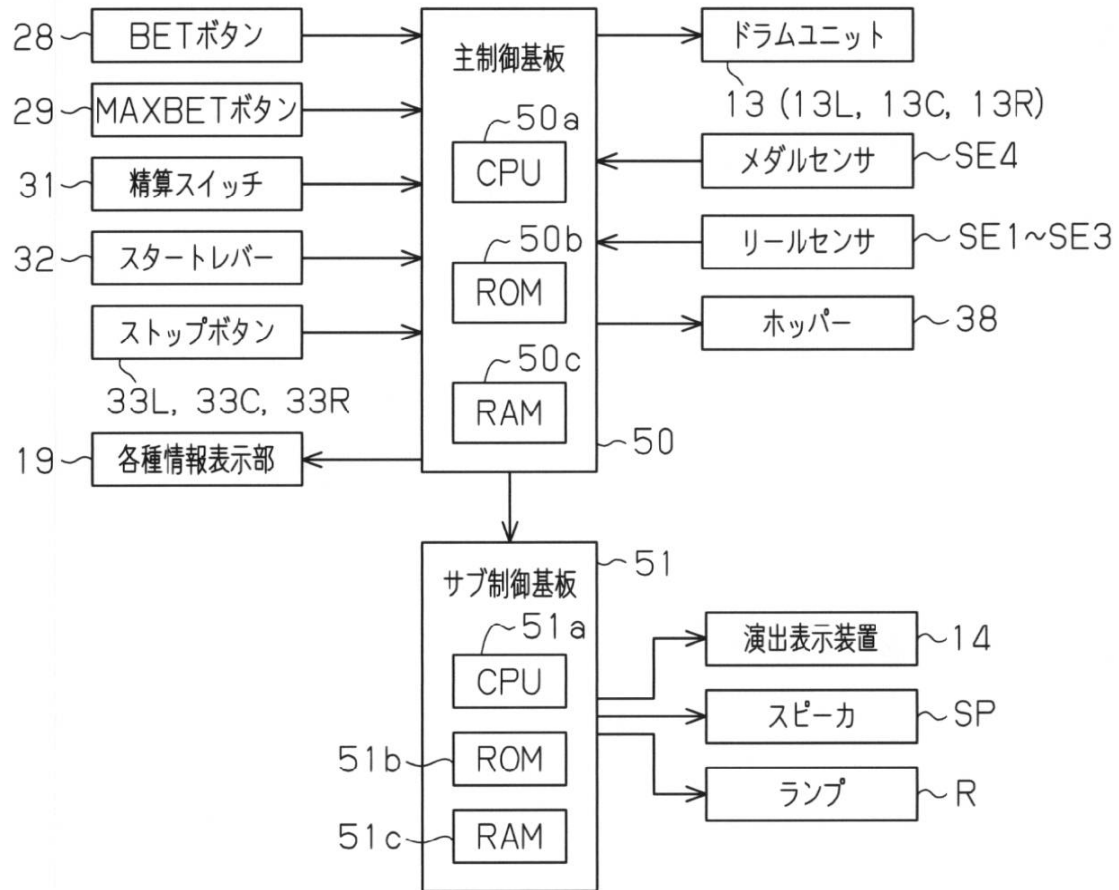 28
BETボタン
29
MAXBETボタン
31
精算スイッチ
32
スタートレバー
ストップボタン
33L, 33C, 33R
19
各種情報表示部
主制御基板
50a
CPU
50b
ROM
50c
RAM
50
ドラムユニット
13 (13L, 13C, 13R)
メダルセンサ
SE4
リールセンサ
SE1~SE3
ホッパー
38
サブ制御基板
51
51a
CPU
51b
ROM
51c
RAM
演出表示装置
14
スピーカ
SP
ランプ
R